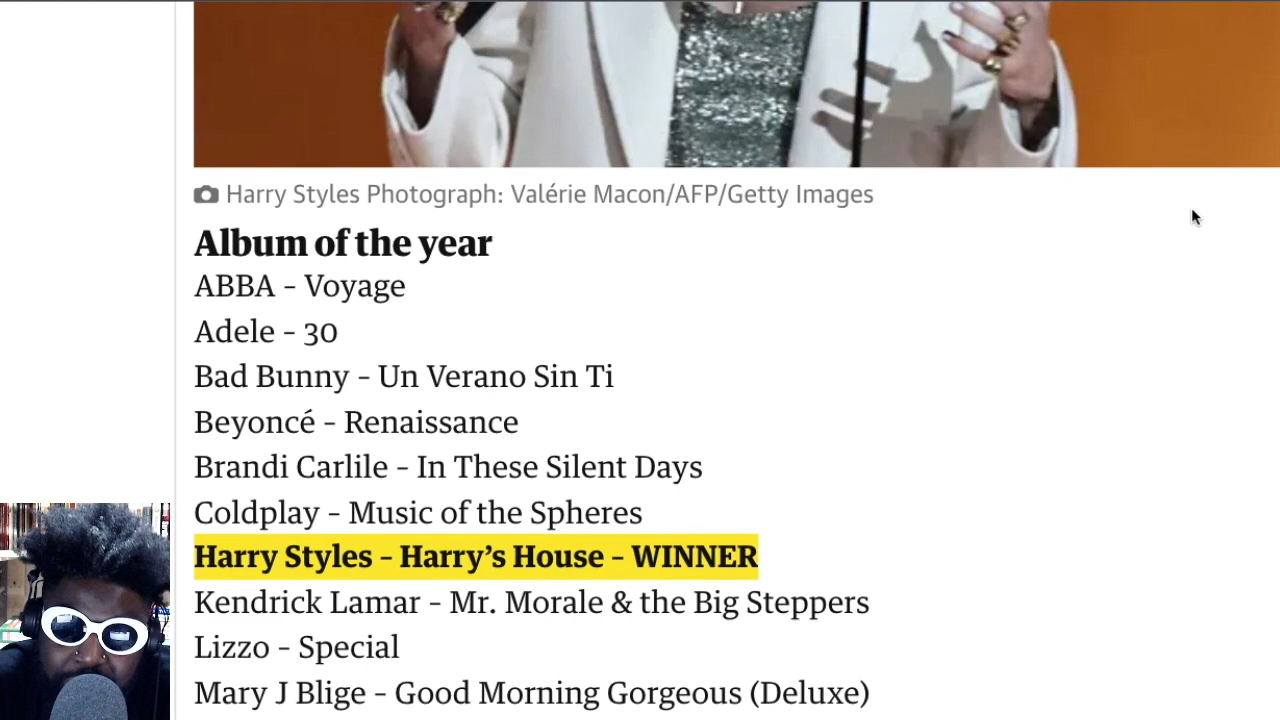 Harry Styles Photograph: Valérie Macon/AFP/Getty Images
Album of the year
ABBA – Voyage
Adele – 30
Bad Bunny – Un Verano Sin Ti
Beyoncé – Renaissance
Brandi Carlile – In These Silent Days
Coldplay – Music of the Spheres
Harry Styles – Harry’s House – WINNER
Kendrick Lamar – Mr. Morale & the Big Steppers
Lizzo – Special
Mary J Blige – Good Morning Gorgeous (Deluxe)